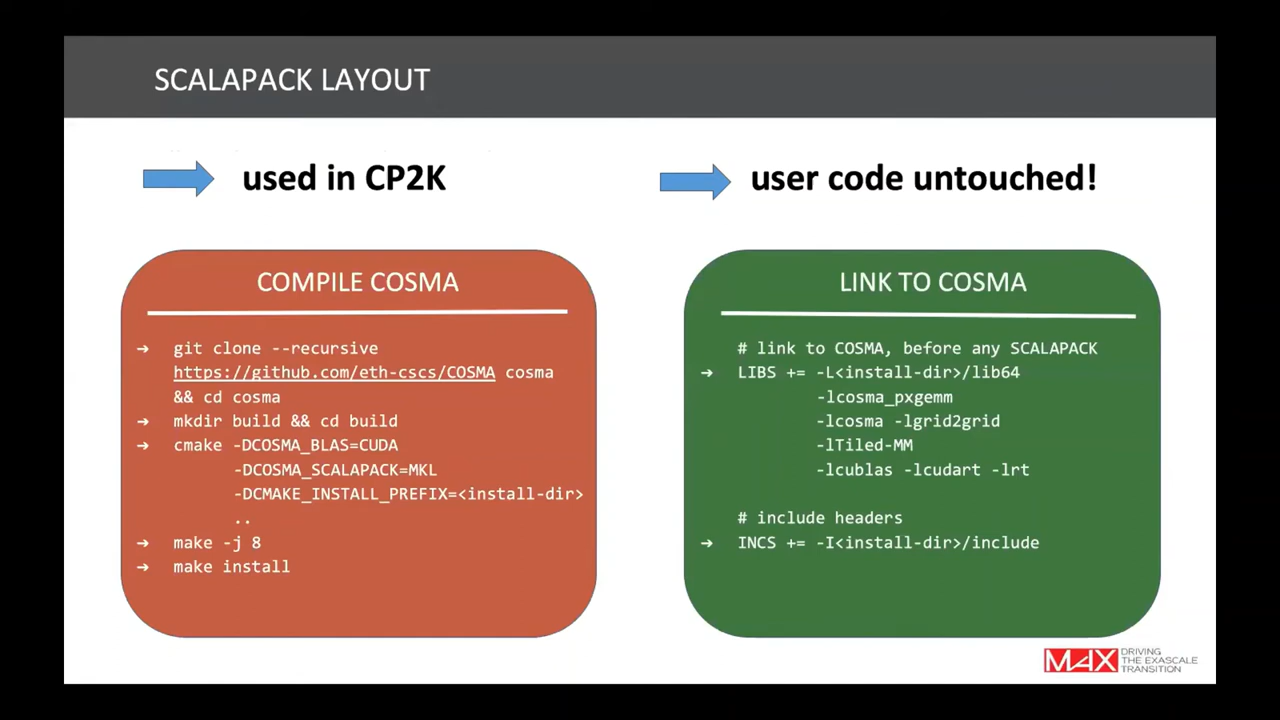 SCALAPACK LAYOUT
used in CP2K
user code untouched!
COMPILE COSMA
➔ git clone --recursive
https://github.com/eth-cscs/COSMA cosma
&& cd cosma
➔ mkdir build && cd build
➔ cmake -DCOSMA_BLAS=CUDA
-DCOSMA_SCALAPACK=MKL
-DCMAKE_INSTALL_PREFIX=<install-dir>
..
➔ make -j 8
➔ make install
LINK TO COSMA
# link to COSMA, before any SCALAPACK
➔ LIBS += -L<install-dir>/lib64
-lcosma_pxgemm
-lcosma -lgrid2grid
-lTiled-MM
-lcublas -lcudart -lrt
# include headers
➔ INCS += -I<install-dir>/include
MAX
DRIVING
THE EXASCALE
TRANSITION